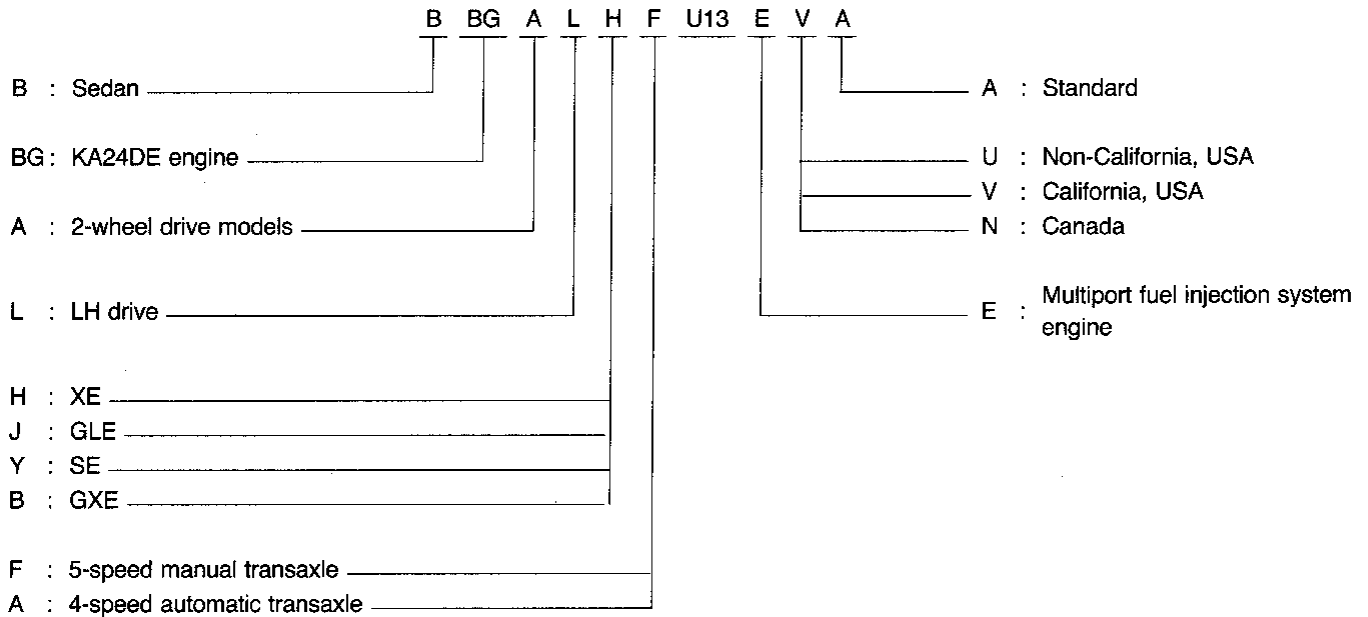 B BG A L H F U13 E V A
B : Sedan
BG : KA24DE engine
A : 2-wheel drive models
L : LH drive
H : XE
J : GLE
Y : SE
B : GXE
F : 5-speed manual transaxle
A : 4-speed automatic transaxle
A : Standard
U : Non-California, USA
V : California, USA
N : Canada
E : Multiport fuel injection system
engine